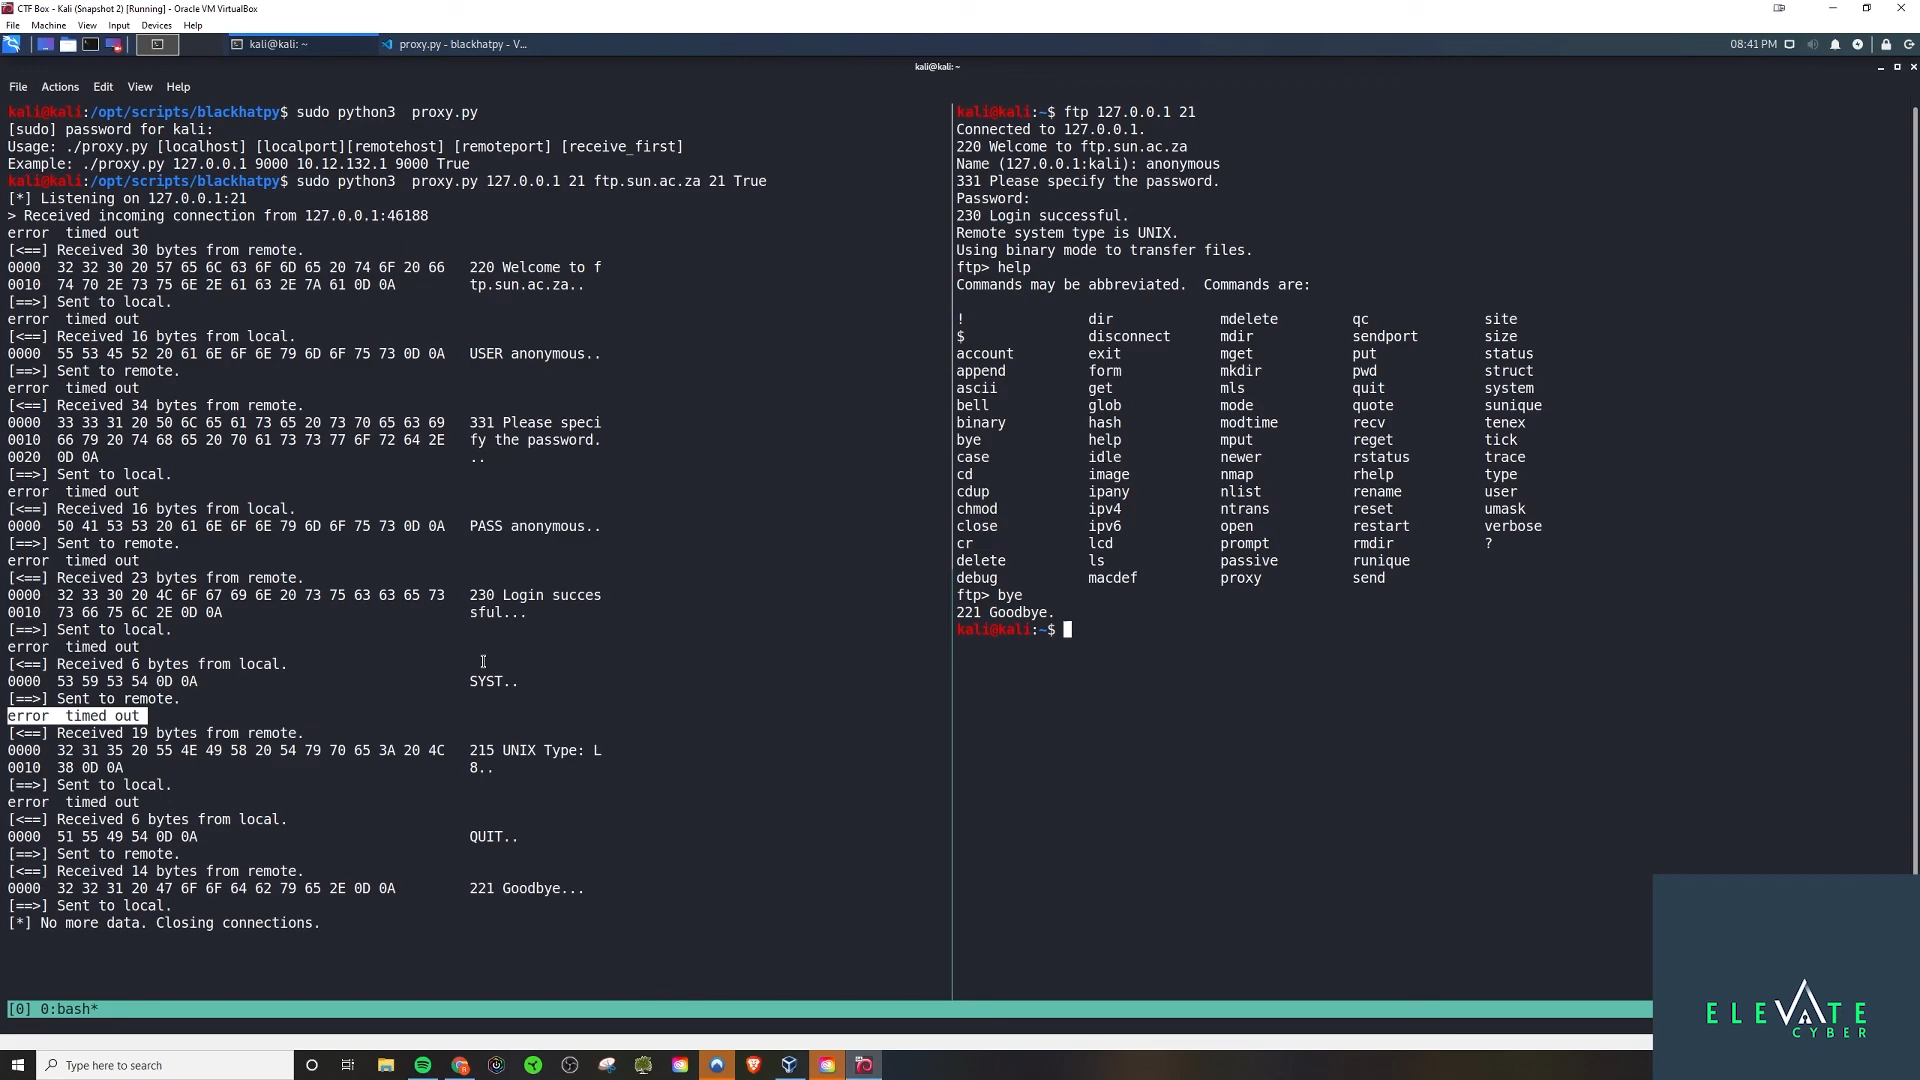 CTF Box - Kali (Snapshot 2) [Running] - Oracle VM VirtualBox
File Machine View Input Devices Help
kali@kali: ~
proxy.py - blackhatpy - V...
08:41 PM
kali@kali: ~
File Actions Edit View Help
kali@kali:/opt/scripts/blackhatpy$ sudo python3  proxy.py
[sudo] password for kali:
Usage: ./proxy.py [localhost] [localport][remotehost] [remoteport] [receive_first]
Example: ./proxy.py 127.0.0.1 9000 10.12.132.1 9000 True
kali@kali:/opt/scripts/blackhatpy$ sudo python3  proxy.py 127.0.0.1 21 ftp.sun.ac.za 21 True
[*] Listening on 127.0.0.1:21
> Received incoming connection from 127.0.0.1:46188
error  timed out
[<==] Received 30 bytes from remote.
0000  32 32 30 20 57 65 6C 63 6F 6D 65 20 74 6F 20 66   220 Welcome to f
0010  74 70 2E 73 75 6E 2E 61 63 2E 7A 61 0D 0A         tp.sun.ac.za..
[==>] Sent to local.
error  timed out
[<==] Received 16 bytes from local.
0000  55 53 45 52 20 61 6E 6F 6E 79 6D 6F 75 73 0D 0A   USER anonymous..
[==>] Sent to remote.
error  timed out
[<==] Received 34 bytes from remote.
0000  33 33 31 20 50 6C 65 61 73 65 20 73 70 65 63 69   331 Please speci
0010  66 79 20 74 68 65 20 70 61 73 73 77 6F 72 64 2E   fy the password.
0020  0D 0A                                             ..
[==>] Sent to local.
error  timed out
[<==] Received 16 bytes from local.
0000  50 41 53 53 20 61 6E 6F 6E 79 6D 6F 75 73 0D 0A   PASS anonymous..
[==>] Sent to remote.
error  timed out
[<==] Received 23 bytes from remote.
0000  32 33 30 20 4C 6F 67 69 6E 20 73 75 63 63 65 73   230 Login succes
0010  73 66 75 6C 2E 0D 0A                              sful...
[==>] Sent to local.
error  timed out
[<==] Received 6 bytes from local.
0000  53 59 53 54 0D 0A                                 SYST..
[==>] Sent to remote.
error  timed out
[<==] Received 19 bytes from remote.
0000  32 31 35 20 55 4E 49 58 20 54 79 70 65 3A 20 4C   215 UNIX Type: L
0010  38 0D 0A                                          8..
[==>] Sent to local.
error  timed out
[<==] Received 6 bytes from local.
0000  51 55 49 54 0D 0A                                 QUIT..
[==>] Sent to remote.
[<==] Received 14 bytes from remote.
0000  32 32 31 20 47 6F 6F 64 62 79 65 2E 0D 0A         221 Goodbye...
[==>] Sent to local.
[*] No more data. Closing connections.
kali@kali:~$ ftp 127.0.0.1 21
Connected to 127.0.0.1.
220 Welcome to ftp.sun.ac.za
Name (127.0.0.1:kali): anonymous
331 Please specify the password.
Password:
230 Login successful.
Remote system type is UNIX.
Using binary mode to transfer files.
ftp> help
Commands may be abbreviated.  Commands are:
!               dir             mdelete         qc              site
$               disconnect      mdir            sendport        size
account         exit            mget            put             status
append          form            mkdir           pwd             struct
ascii           get             mls             quit            system
bell            glob            mode            quote           sunique
binary          hash            modtime         recv            tenex
bye             help            mput            reget           tick
case            idle            newer           rstatus         trace
cd              image           nmap            rhelp           type
cdup            ipany           nlist           rename          user
chmod           ipv4            ntrans          reset           umask
close           ipv6            open            restart         verbose
cr              lcd             prompt          rmdir           ?
delete          ls              passive         runique
debug           macdef          proxy           send
ftp> bye
221 Goodbye.
kali@kali:~$
[0] 0:bash*
ELEVATE
CYBER
Type here to search